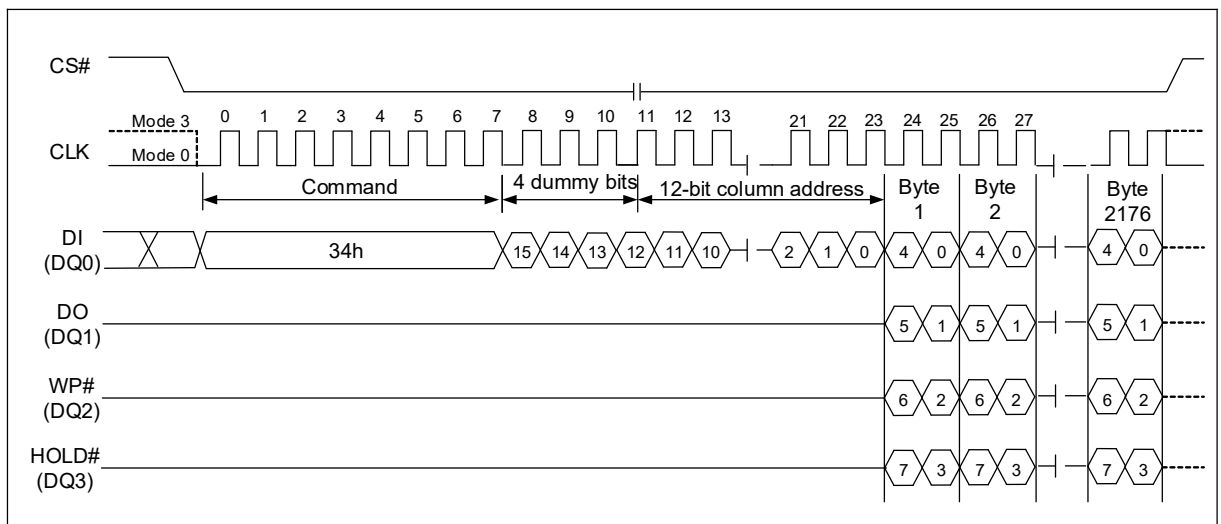 CS#
Mode 3 0 1 2 3 4 5 6 7 8 9 10 11 12 13 21 22 23 24 25 26 27
CLK
Mode 0
Command 4 dummy bits 12-bit column address Byte 1 Byte 2 Byte 2176
DI
(DQ0)
34h 15 14 13 12 11 10 2 1 0 4 0 4 0 4 0
DO
(DQ1)
5 1 5 1 5 1
WP#
(DQ2)
6 2 6 2 6 2
HOLD#
(DQ3)
7 3 7 3 7 3